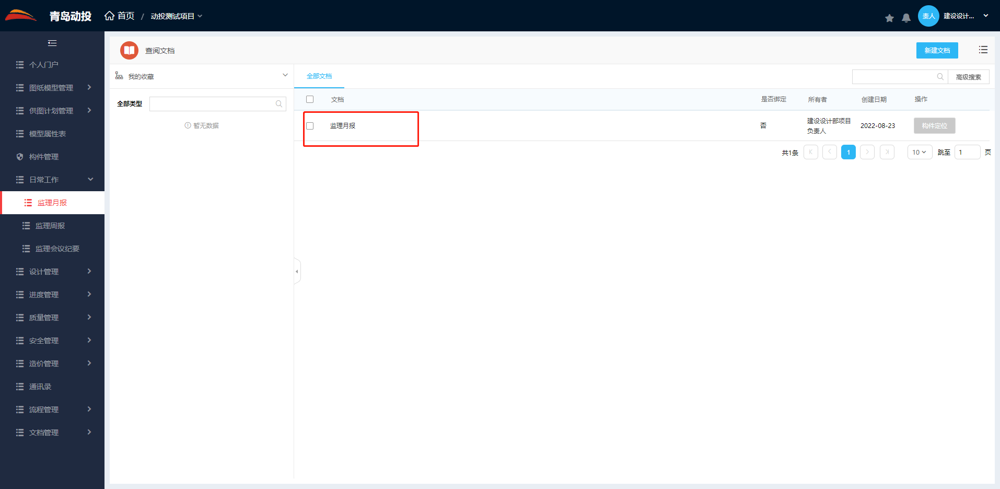 青岛动投
首页 / 动投测试项目
责人 建设设计...
个人门户
图纸模型管理
供图计划管理
模型属性表
构件管理
日常工作
监理月报
监理周报
监理会议纪要
设计管理
进度管理
质量管理
安全管理
造价管理
通讯录
流程管理
文档管理
查阅文档
新建文档
我的收藏
全部类型
暂无数据
全部文档
高级搜索
文档 是否绑定 所有者 创建日期 操作
监理月报 否 建设设计部项目负责人 2022-08-23 构件定位
共1条 1 10 跳至 1 页